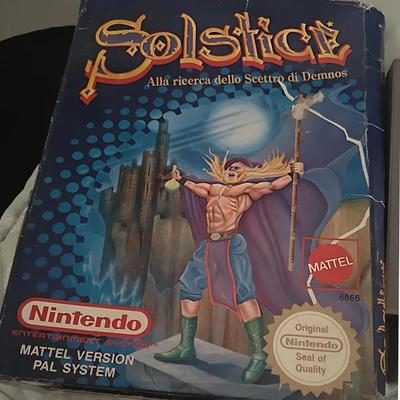 Solstice
Alla ricerca dello Scettro di Demnos
MATTEL
6866
Nintendo
ENTERTAINMENT SYSTEM
MATTEL VERSION
PAL SYSTEM
Original
Nintendo
Seal of
Quality